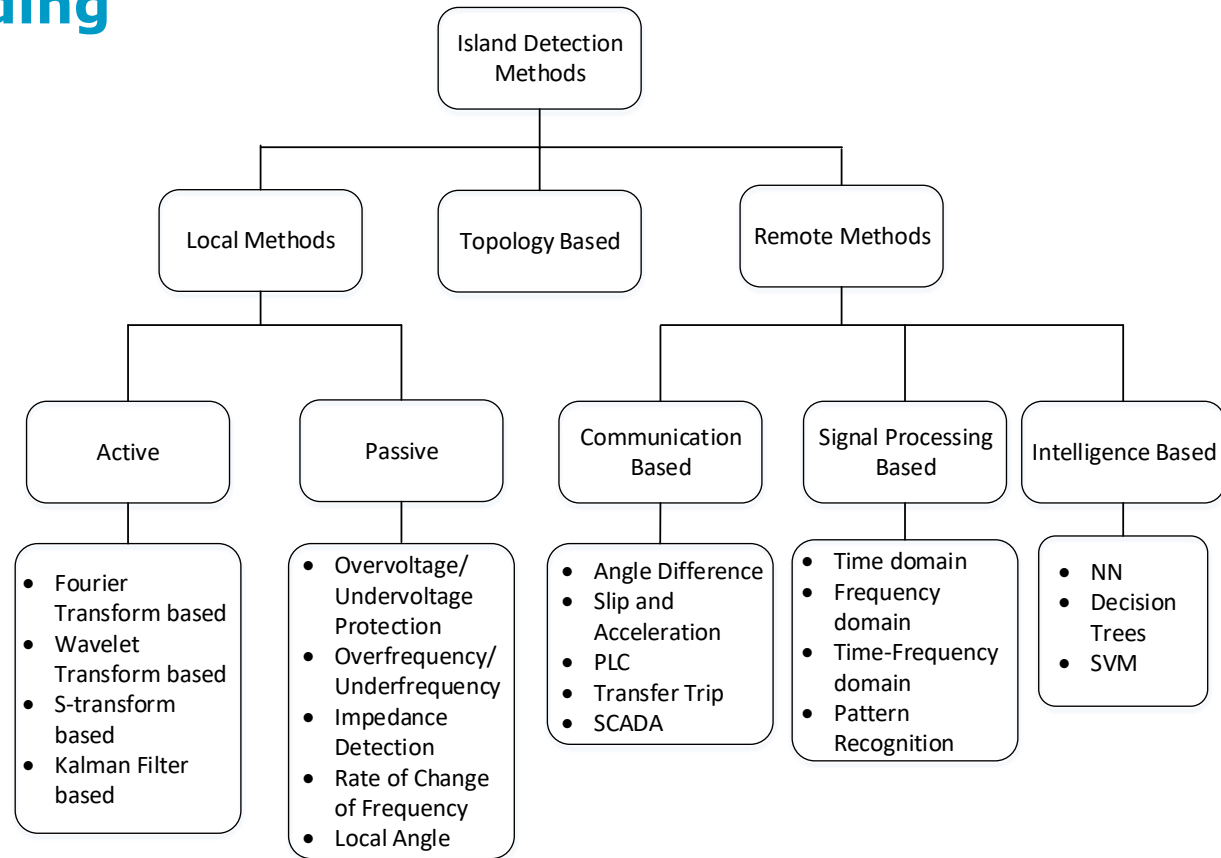 ding
Island Detection
Methods
Local Methods
Topology Based
Remote Methods
Active
Passive
Communication
Based
Signal Processing
Based
Intelligence Based
• Fourier
Transform based
• Wavelet
Transform based
• S-transform
based
• Kalman Filter
based
• Overvoltage/
Undervoltage
Protection
• Overfrequency/
Underfrequency
• Impedance
Detection
• Rate of Change
of Frequency
• Local Angle
• Angle Difference
• Slip and
Acceleration
• PLC
• Transfer Trip
• SCADA
• Time domain
• Frequency
domain
• Time-Frequency
domain
• Pattern
Recognition
• NN
• Decision
Trees
• SVM